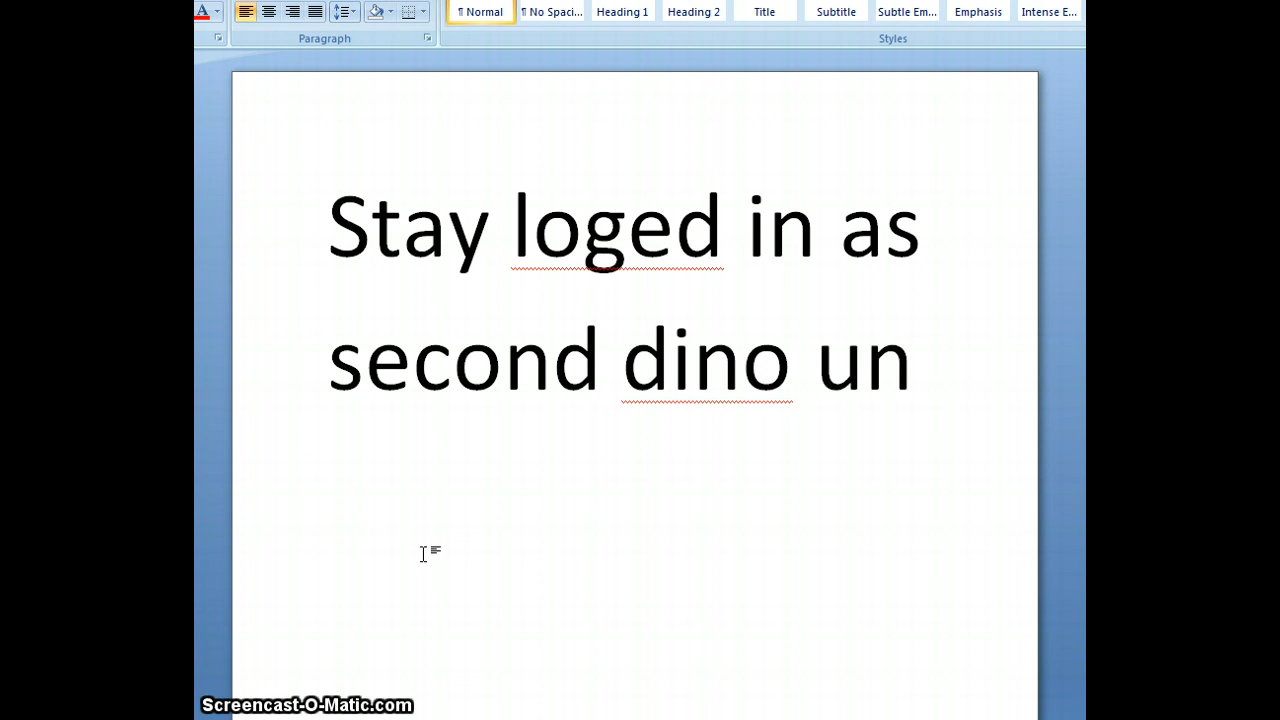 A
¶ Normal ¶ No Spaci... Heading 1 Heading 2 Title Subtitle Subtle Em... Emphasis Intense E...
Paragraph Styles
Stay loged in as
second dino un
Screencast-O-Matic.com